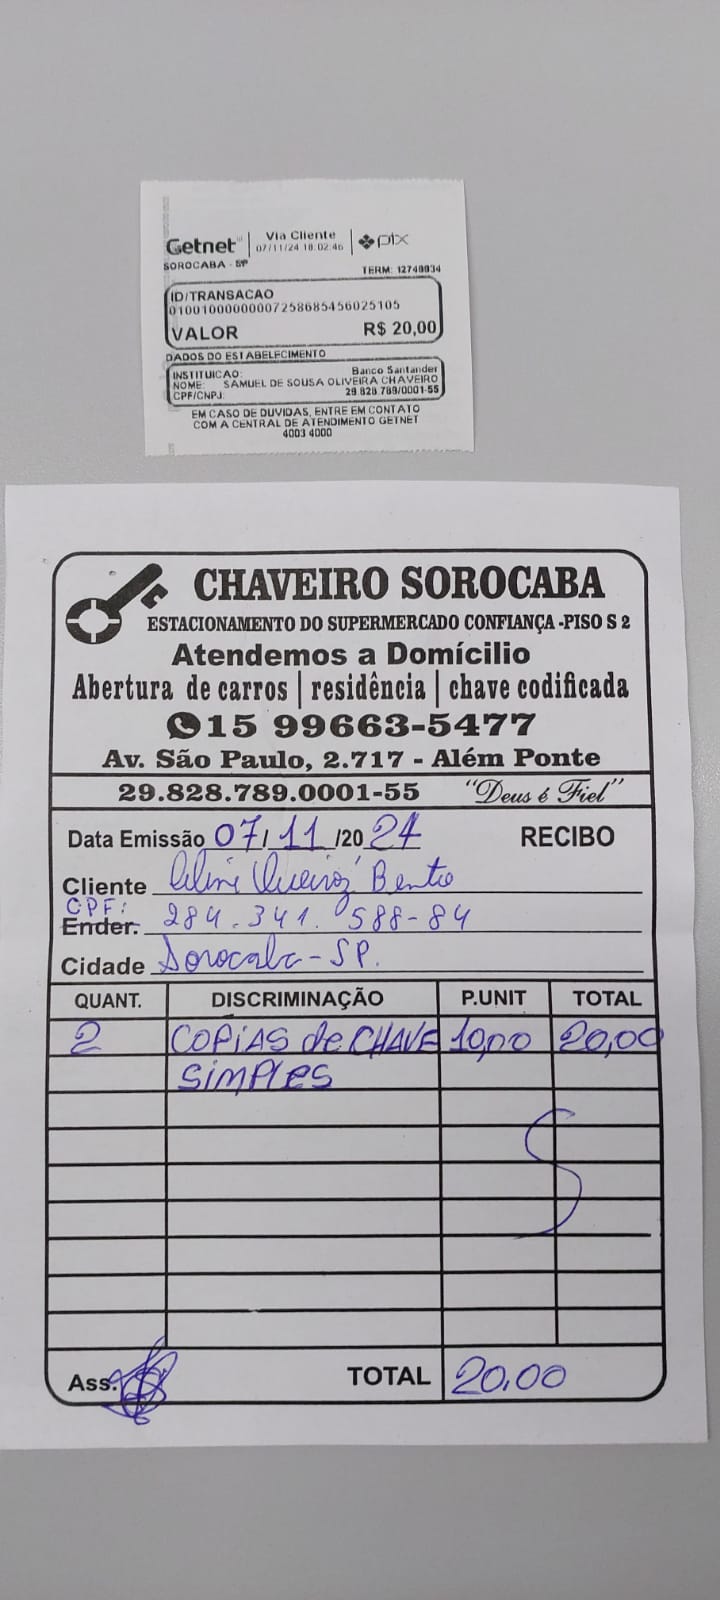 Getnet
Via Cliente
07/11/24 18:02:46
pix
SOROCABA - SP
TERM: 12748934
ID/TRANSACAO
01001000000007258685456025105
VALOR R$ 20,00
DADOS DO ESTABELECIMENTO
INSTITUICAO: Banco Santander
NOME: SAMUEL DE SOUSA OLIVEIRA CHAVEIRO
CPF/CNPJ: 29.828.789/0001-55
EM CASO DE DUVIDAS, ENTRE EM CONTATO
COM A CENTRAL DE ATENDIMENTO GETNET
4003 4000
CHAVEIRO SOROCABA
ESTACIONAMENTO DO SUPERMERCADO CONFIANÇA -PISO S 2
Atendemos a Domícilio
Abertura de carros | residência | chave codificada
15 99663-5477
Av. São Paulo, 2.717 - Além Ponte
29.828.789.0001-55 "Deus é Fiel"
Data Emissão 07/11/2024 RECIBO
Cliente Queiroz Bento
CPF:
Ender. 284.341.588-84
Cidade Sorocaba - SP.
QUANT. DISCRIMINAÇÃO P.UNIT TOTAL
2 COPIAS de CHAVE 10,00 20,00
SIMPLES
Ass. TOTAL 20,00